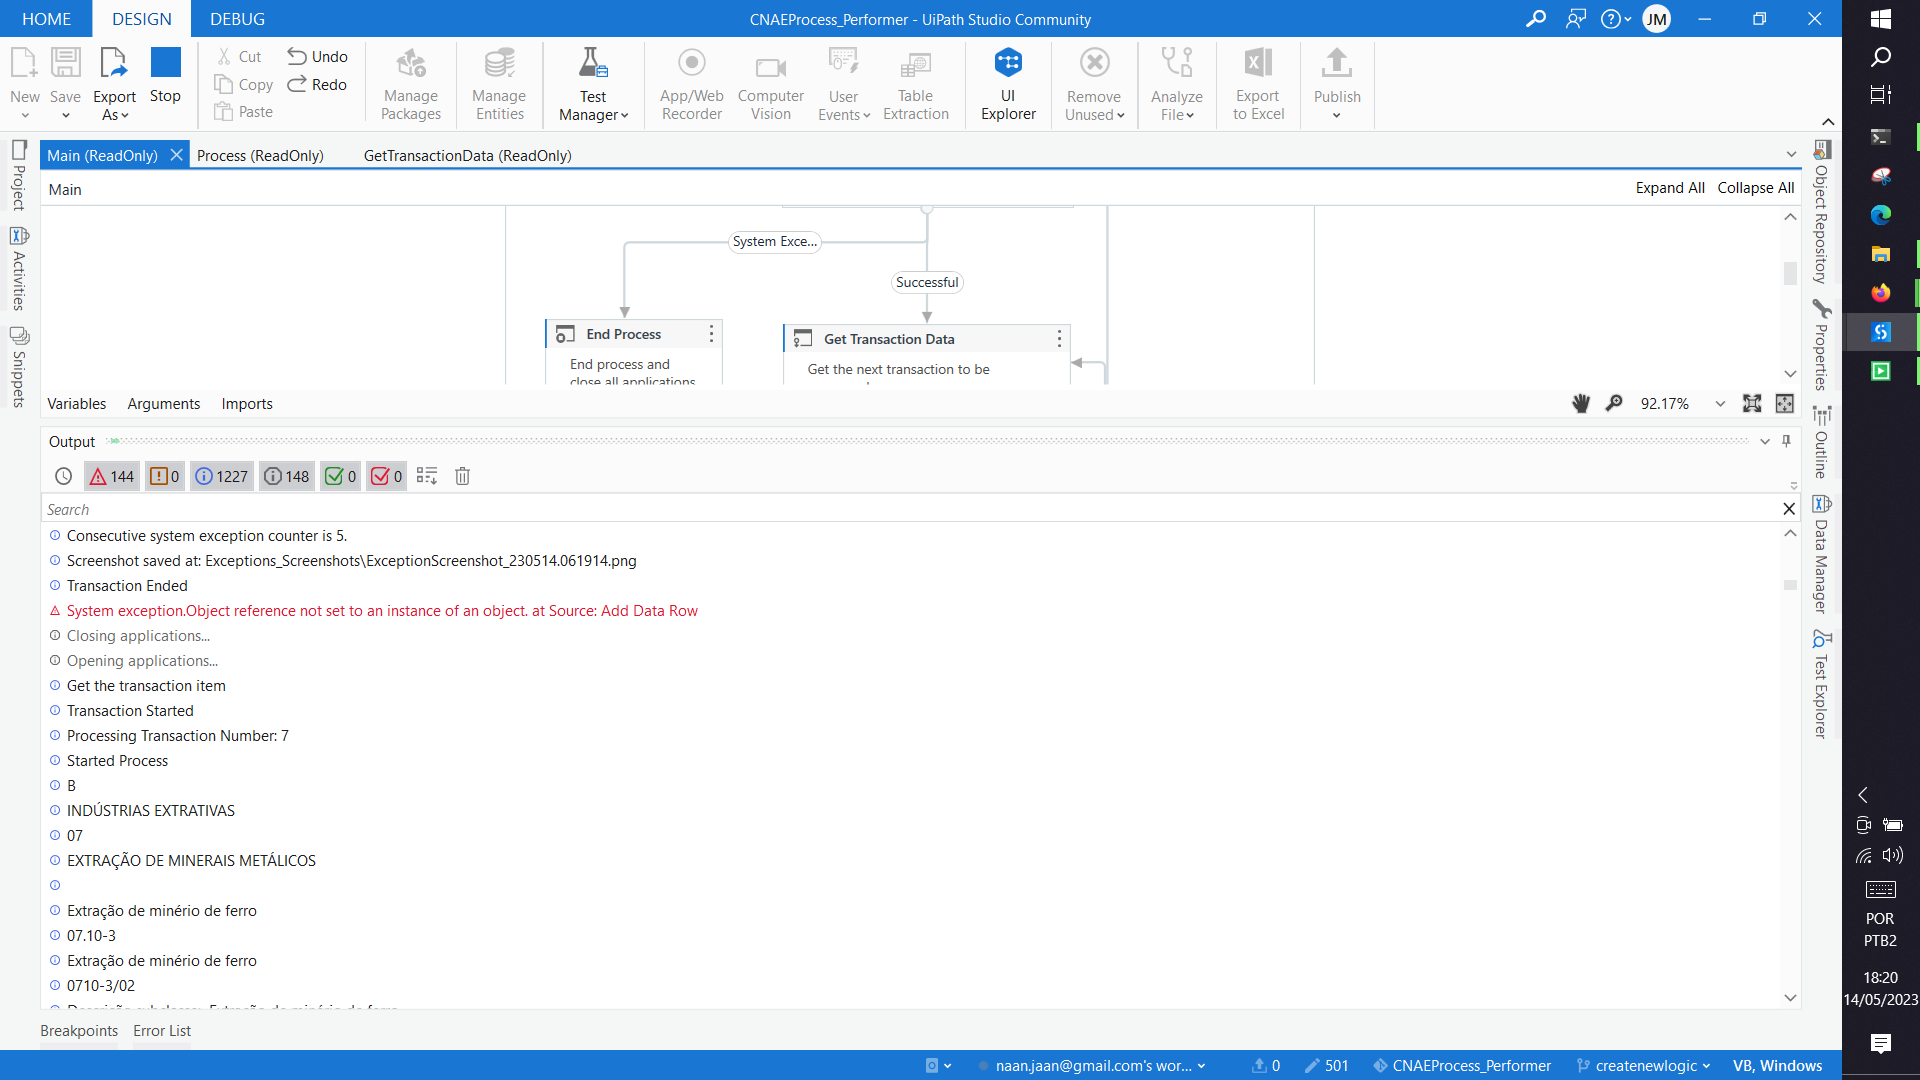 HOME
DESIGN
DEBUG
CNAEProcess_Performer - UiPath Studio Community
JM
New
Save
Export As
Stop
Cut
Copy
Paste
Undo
Redo
Manage Packages
Manage Entities
Test Manager
App/Web Recorder
Computer Vision
User Events
Table Extraction
UI Explorer
Remove Unused
Analyze File
Export to Excel
Publish
Main (ReadOnly)
Process (ReadOnly)
GetTransactionData (ReadOnly)
Main
Expand All
Collapse All
Project
Activities
Snippets
System Exce...
Successful
End Process
End process and
close all applications
Get Transaction Data
Get the next transaction to be
Variables
Arguments
Imports
92.17%
Output
144
0
1227
148
0
0
Search
Consecutive system exception counter is 5.
Screenshot saved at: Exceptions_Screenshots\ExceptionScreenshot_230514.061914.png
Transaction Ended
System exception.Object reference not set to an instance of an object. at Source: Add Data Row
Closing applications...
Opening applications...
Get the transaction item
Transaction Started
Processing Transaction Number: 7
Started Process
B
INDÚSTRIAS EXTRATIVAS
07
EXTRAÇÃO DE MINERAIS METÁLICOS
Extração de minério de ferro
07.10-3
Extração de minério de ferro
0710-3/02
Breakpoints
Error List
Object Repository
Properties
Outline
Data Manager
Test Explorer
naan.jaan@gmail.com's wor...
0
501
CNAEProcess_Performer
createnewlogic
VB, Windows
POR
PTB2
18:20
14/05/2023